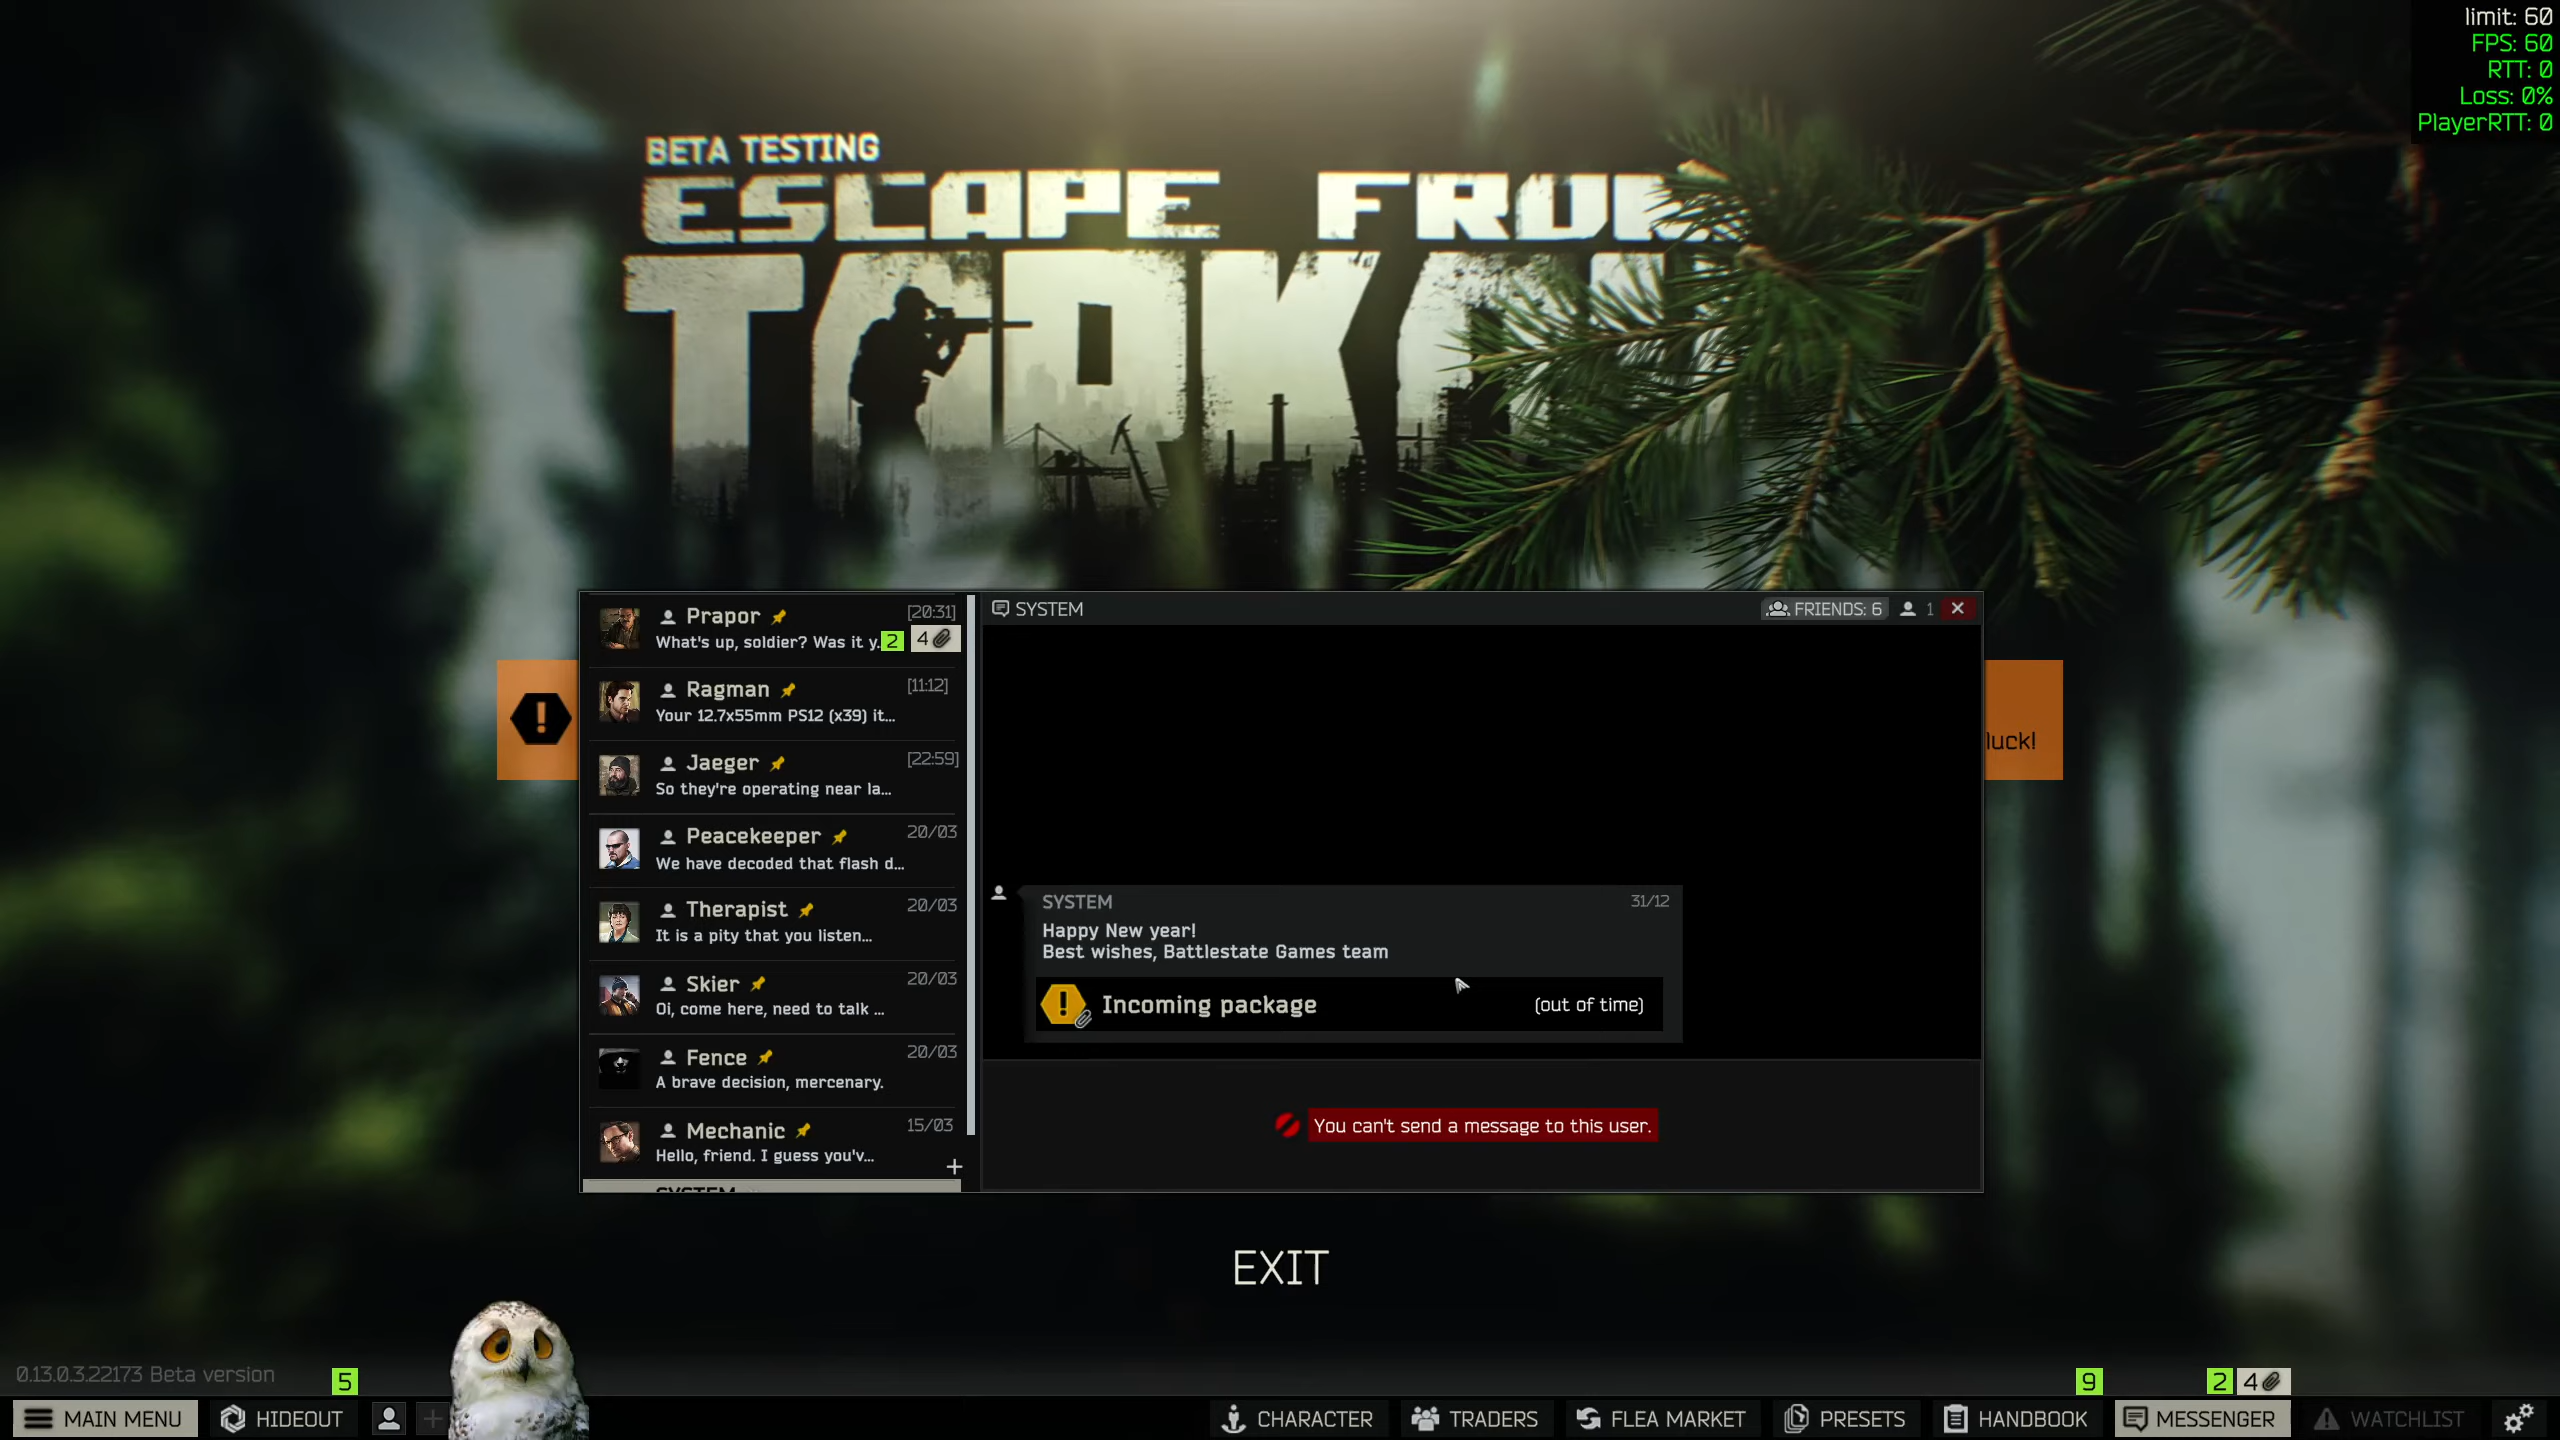 limit: 60
FPS: 60
RTT: 0
Loss: 0%
PlayerRTT: 0
BETA TESTING
ESCAPE FROM
Prapor [20:31]
What's up, soldier? Was it y. 2 4
Ragman [11:12]
Your 12.7x55mm PS12 (x39) it...
Jaeger [22:59]
So they're operating near la...
Peacekeeper 20/03
We have decoded that flash d...
Therapist 20/03
It is a pity that you listen...
Skier 20/03
Oi, come here, need to talk ...
Fence 20/03
A brave decision, mercenary.
Mechanic 15/03
Hello, friend. I guess you'v...
+
SYSTEM
SYSTEM FRIENDS: 6 1
luck!
SYSTEM 31/12
Happy New year!
Best wishes, Battlestate Games team
Incoming package (out of time)
You can't send a message to this user.
EXIT
0.13.0.3.22173 Beta version
5
9
2 4
MAIN MENU HIDEOUT CHARACTER TRADERS FLEA MARKET PRESETS HANDBOOK MESSENGER WATCHLIST